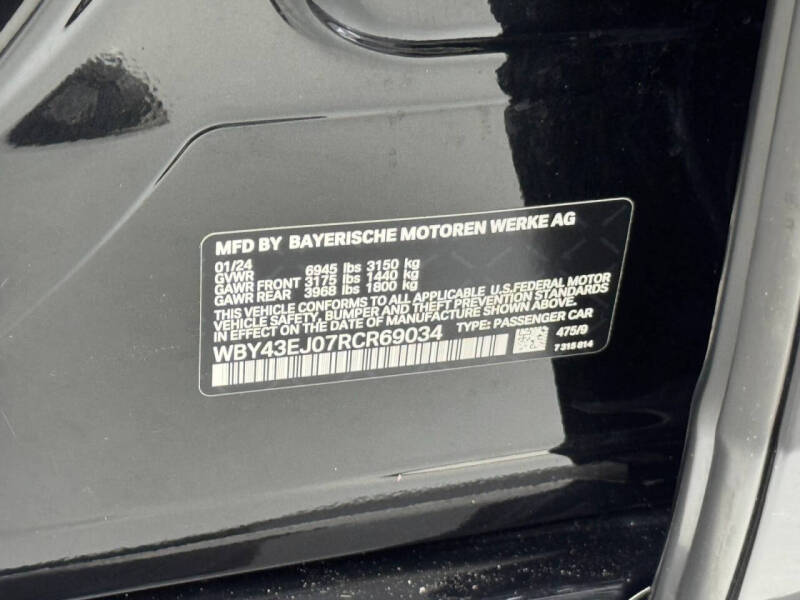 MFD BY BAYERISCHE MOTOREN WERKE AG
01/24
GVWR 6945 lbs 3150 kg
GAWR FRONT 3175 lbs 1440 kg
GAWR REAR 3968 lbs 1800 kg
THIS VEHICLE CONFORMS TO ALL APPLICABLE U.S.FEDERAL MOTOR
VEHICLE SAFETY, BUMPER AND THEFT PREVENTION STANDARDS
IN EFFECT ON THE DATE OF MANUFACTURE SHOWN ABOVE.
WBY43EJ07RCR69034 TYPE: PASSENGER CAR
475/9
7 318 814